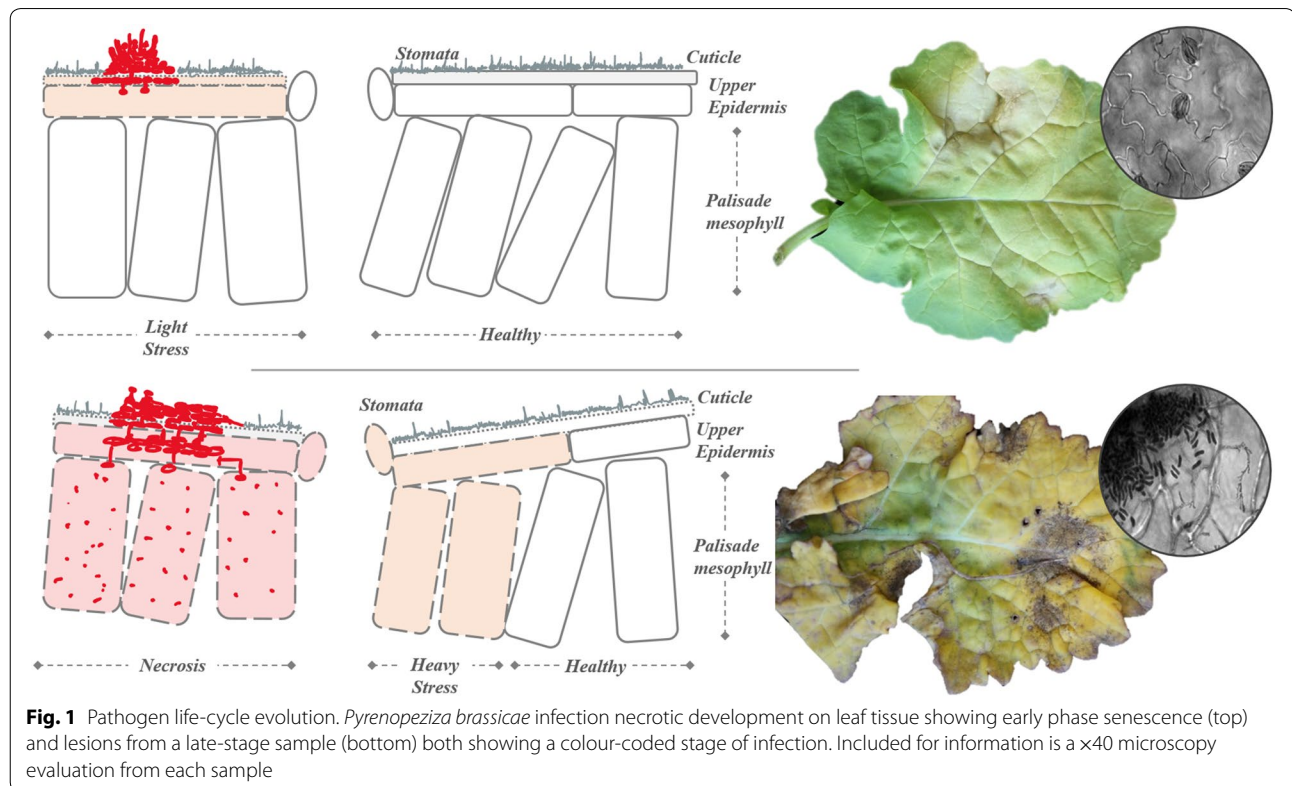 Stomata
Cuticle
Upper
Epidermis
Palisade
mesophyll
Light
Stress
Healthy
Stomata
Cuticle
Upper
Epidermis
Palisade
mesophyll
Necrosis
Heavy
Stress
Healthy
Fig. 1 Pathogen life-cycle evolution. Pyrenopeziza brassicae infection necrotic development on leaf tissue showing early phase senescence (top)
and lesions from a late-stage sample (bottom) both showing a colour-coded stage of infection. Included for information is a ×40 microscopy
evaluation from each sample